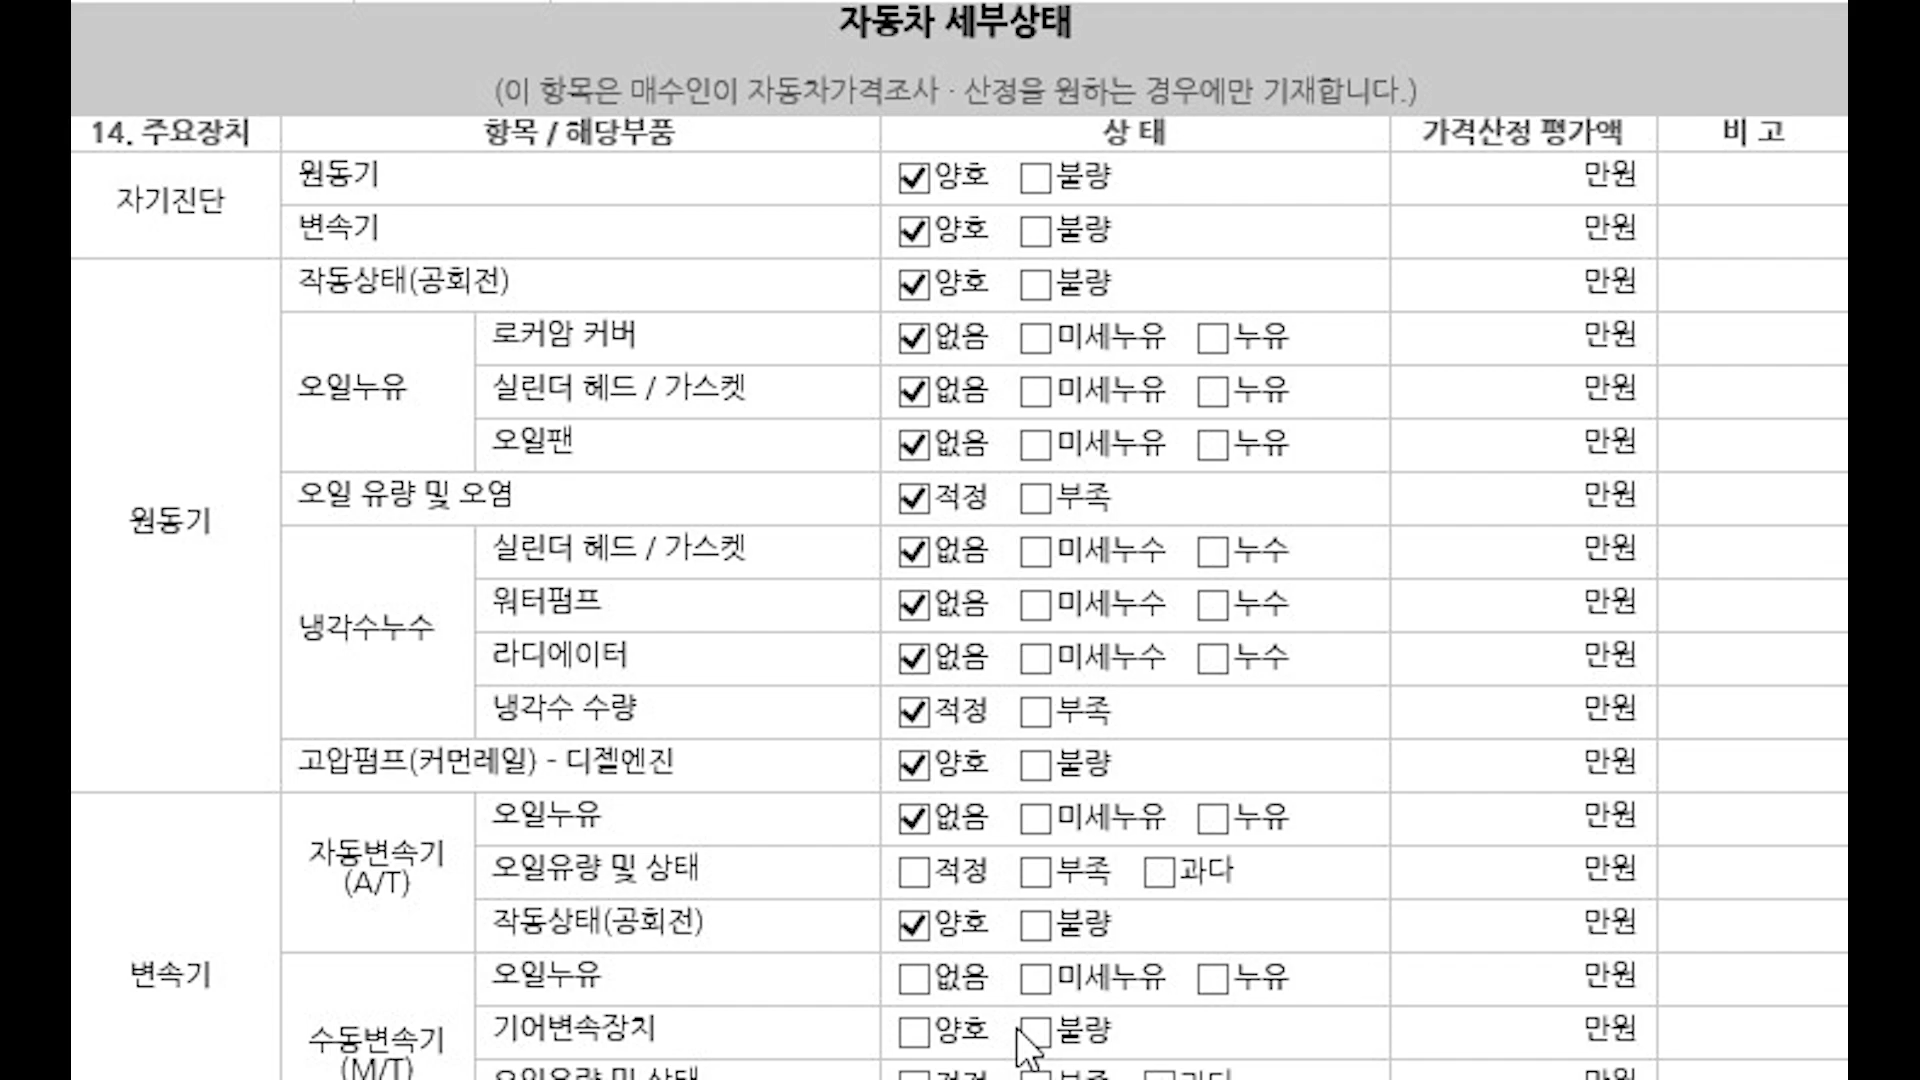 자동차 세부상태
(이 항목은 매수인이 자동차가격조사 · 산정을 원하는 경우에만 기재합니다.)
14. 주요장치 항목 / 해당부품 상 태 가격산정 평가액 비 고
자기진단
원동기 ✓양호 □불량 만원
변속기 ✓양호 □불량 만원
원동기
작동상태(공회전) ✓양호 □불량 만원
오일누유
로커암 커버 ✓없음 □미세누유 □누유 만원
실린더 헤드 / 가스켓 ✓없음 □미세누유 □누유 만원
오일팬 ✓없음 □미세누유 □누유 만원
오일 유량 및 오염 ✓적정 □부족 만원
냉각수누수
실린더 헤드 / 가스켓 ✓없음 □미세누수 □누수 만원
워터펌프 ✓없음 □미세누수 □누수 만원
라디에이터 ✓없음 □미세누수 □누수 만원
냉각수 수량 ✓적정 □부족 만원
고압펌프(커먼레일) - 디젤엔진 ✓양호 □불량 만원
변속기
자동변속기
(A/T)
오일누유 ✓없음 □미세누유 □누유 만원
오일유량 및 상태 □적정 □부족 □과다 만원
작동상태(공회전) ✓양호 □불량 만원
수동변속기
(M/T)
오일누유 □없음 □미세누유 □누유 만원
기어변속장치 □양호 □불량 만원
오일유량 및 상태 □적정 □부족 □과다 만원